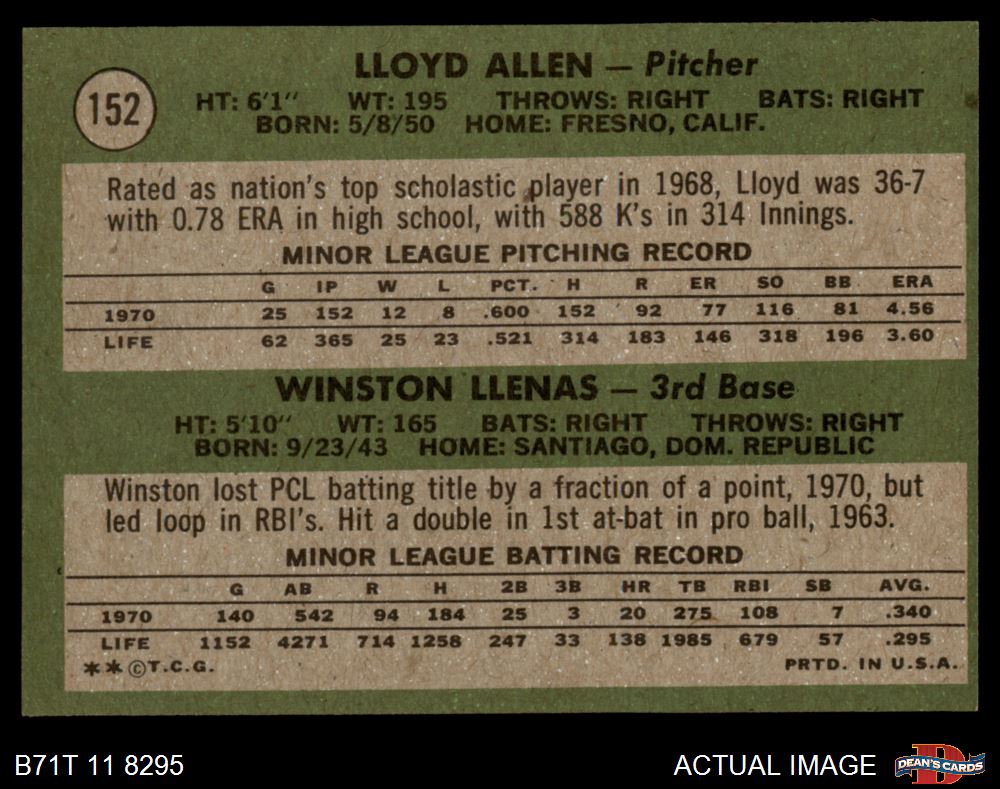 LLOYD ALLEN — Pitcher
152
HT: 6'1" WT: 195 THROWS: RIGHT BATS: RIGHT
BORN: 5/8/50 HOME: FRESNO, CALIF.
Rated as nation's top scholastic player in 1968, Lloyd was 36-7
with 0.78 ERA in high school, with 588 K's in 314 Innings.
MINOR LEAGUE PITCHING RECORD
G IP W L PCT. H R ER SO BB ERA
1970 25 152 12 8 .600 152 92 77 116 81 4.56
LIFE 62 365 25 23 .521 314 183 146 318 196 3.60
WINSTON LLENAS — 3rd Base
HT: 5'10" WT: 165 BATS: RIGHT THROWS: RIGHT
BORN: 9/23/43 HOME: SANTIAGO, DOM. REPUBLIC
Winston lost PCL batting title by a fraction of a point, 1970, but
led loop in RBI's. Hit a double in 1st at-bat in pro ball, 1963.
MINOR LEAGUE BATTING RECORD
G AB R H 2B 3B HR TB RBI SB AVG.
1970 140 542 94 184 25 3 20 275 108 7 .340
LIFE 1152 4271 714 1258 247 33 138 1985 679 57 .295
**©T.C.G. PRTD. IN U.S.A.
B71T 11 8295 ACTUAL IMAGE D DEAN'S CARDS